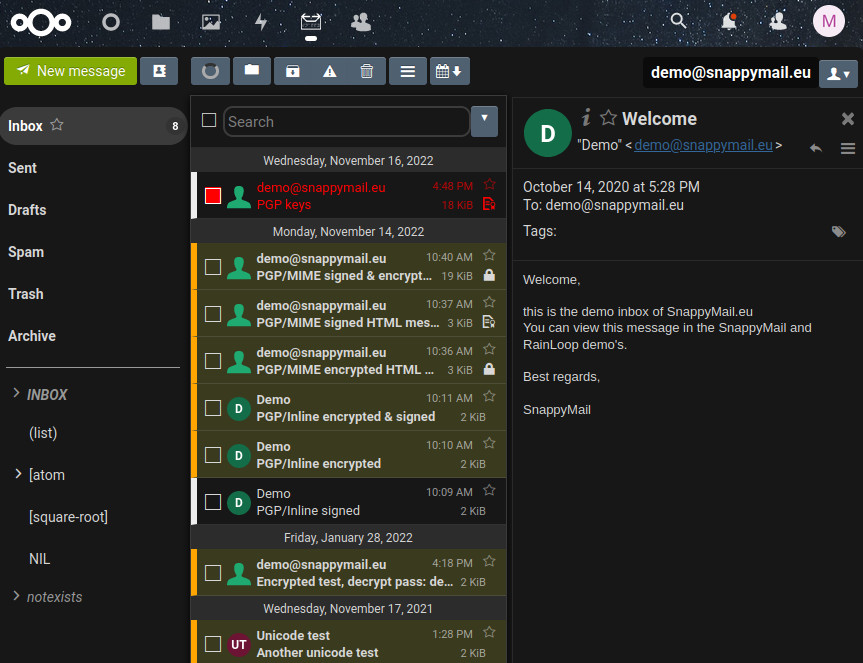 M
New message
demo@snappymail.eu
Inbox
8
Sent
Drafts
Spam
Trash
Archive
INBOX
(list)
[atom
[square-root]
NIL
notexists
Search
Wednesday, November 16, 2022
demo@snappymail.eu 4:48 PM
PGP keys 18 KiB
Monday, November 14, 2022
demo@snappymail.eu 10:40 AM
PGP/MIME signed & encrypt... 19 KiB
demo@snappymail.eu 10:37 AM
PGP/MIME signed HTML mes... 3 KiB
demo@snappymail.eu 10:36 AM
PGP/MIME encrypted HTML ... 3 KiB
D
Demo 10:11 AM
PGP/Inline encrypted & signed 2 KiB
D
Demo 10:10 AM
PGP/Inline encrypted 2 KiB
D
Demo 10:09 AM
PGP/Inline signed 2 KiB
Friday, January 28, 2022
demo@snappymail.eu 4:18 PM
Encrypted test, decrypt pass: de... 2 KiB
Wednesday, November 17, 2021
UT
Unicode test 1:28 PM
Another unicode test 2 KiB
D
i Welcome
"Demo" <demo@snappymail.eu>
October 14, 2020 at 5:28 PM
To: demo@snappymail.eu
Tags:
Welcome,
this is the demo inbox of SnappyMail.eu
You can view this message in the SnappyMail and
RainLoop demo's.
Best regards,
SnappyMail